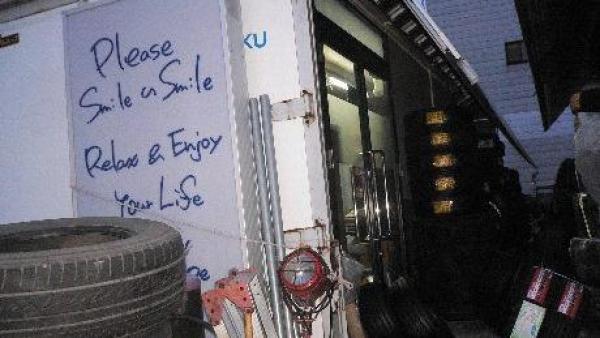 Please
Smile & Smile
Relax & Enjoy
Your Life
KU